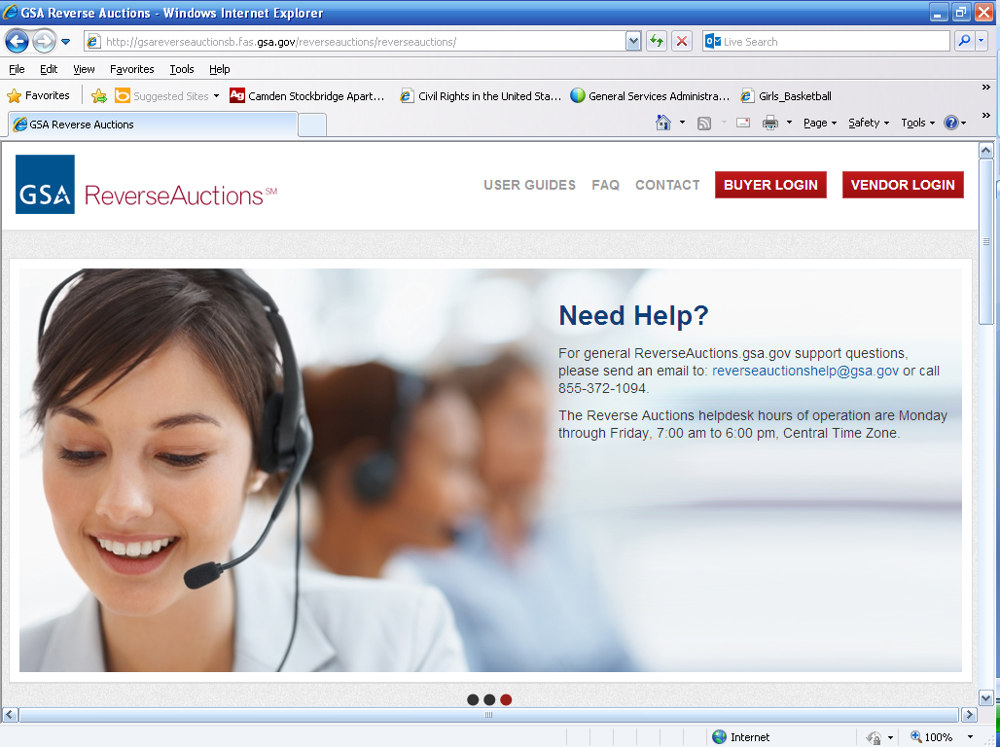 GSA Reverse Auctions - Windows Internet Explorer
http://gsareverseauctionsb.fas.gsa.gov/reverseauctions/reverseauctions/
Live Search
File Edit View Favorites Tools Help
Favorites Suggested Sites Camden Stockbridge Apart... Civil Rights in the United Sta... General Services Administra... Girls_Basketball
GSA Reverse Auctions
Page Safety Tools
GSA ReverseAuctions SM
USER GUIDES FAQ CONTACT BUYER LOGIN VENDOR LOGIN
Need Help?
For general ReverseAuctions.gsa.gov support questions,
please send an email to: reverseauctionshelp@gsa.gov or call
855-372-1094.
The Reverse Auctions helpdesk hours of operation are Monday
through Friday, 7:00 am to 6:00 pm, Central Time Zone.
Internet 100%